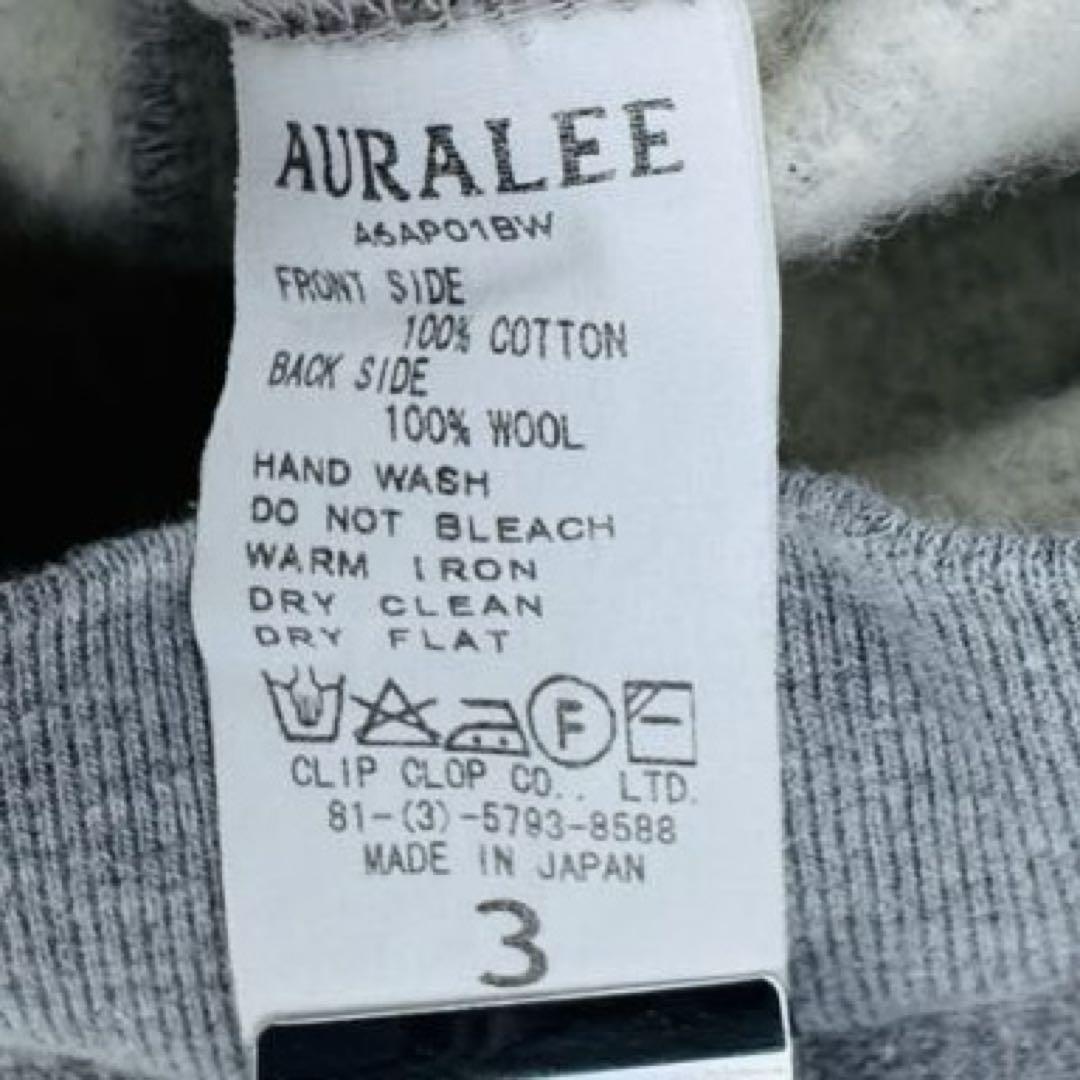 AURALEE
A6AP01BW
FRONT SIDE
100% COTTON
BACK SIDE
100% WOOL
HAND WASH
DO NOT BLEACH
WARM IRON
DRY CLEAN
DRY FLAT
F
CLIP CLOP CO., LTD.
81-(3)-5793-8588
MADE IN JAPAN
3